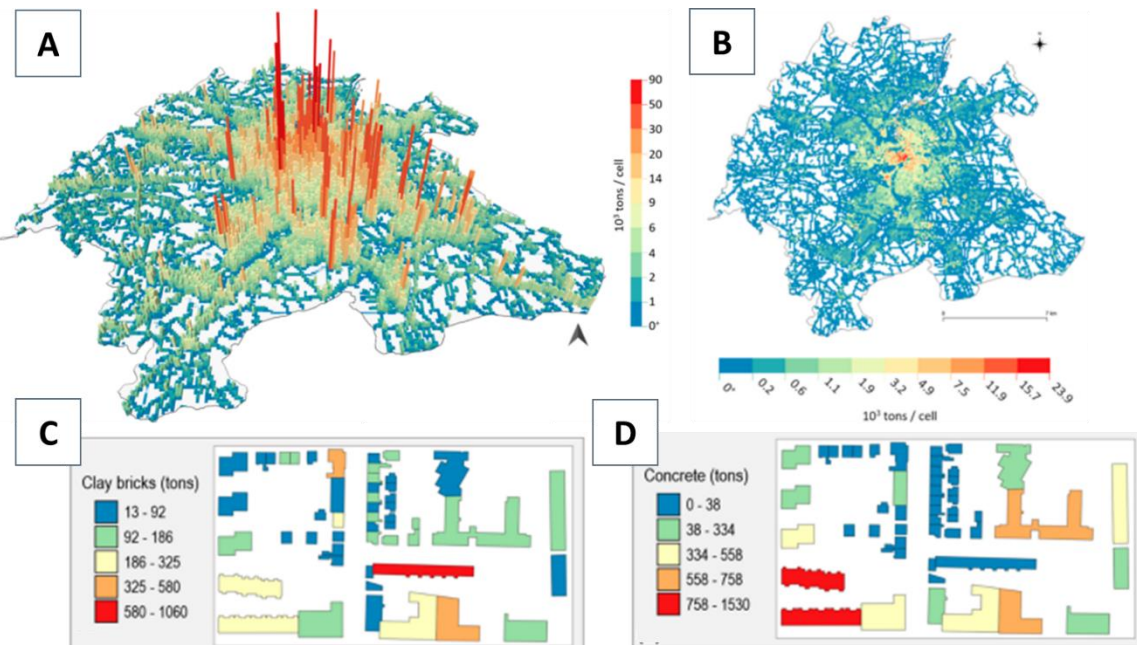 A
90
50
30
20
14
9
6
4
2
1
0⁺
10³ tons / cell
B
0⁺
0.2
0.6
1.1
1.9
3.2
4.9
7.5
11.9
15.7
23.9
10³ tons / cell
C
Clay bricks (tons)
13 - 92
92 - 186
186 - 325
325 - 580
580 - 1060
D
Concrete (tons)
0 - 38
38 - 334
334 - 558
558 - 758
758 - 1530